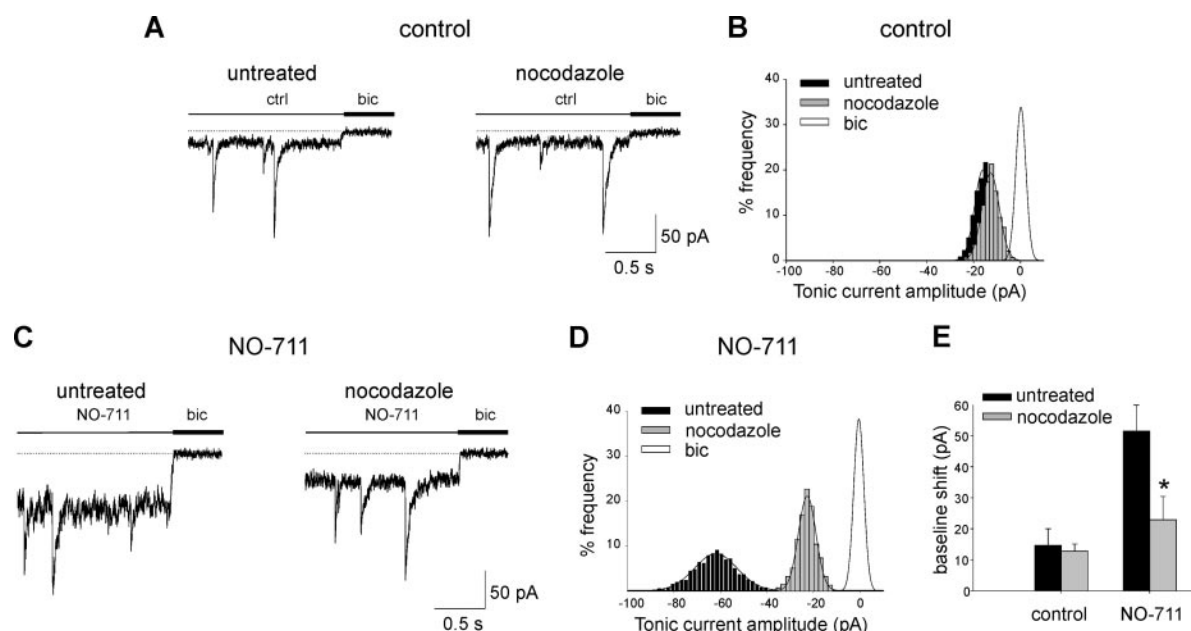 A
control
untreated
ctrl
bic
nocodazole
ctrl
bic
50 pA
0.5 s
B
control
untreated
nocodazole
bic
% frequency
40
30
20
10
0
-100
-80
-60
-40
-20
0
Tonic current amplitude (pA)
C
NO-711
untreated
NO-711
bic
nocodazole
NO-711
bic
50 pA
0.5 s
D
NO-711
untreated
nocodazole
bic
% frequency
40
30
20
10
-100
-80
-60
-40
-20
0
Tonic current amplitude (pA)
E
untreated
nocodazole
baseline shift (pA)
60
50
40
30
20
10
0
*
control
NO-711